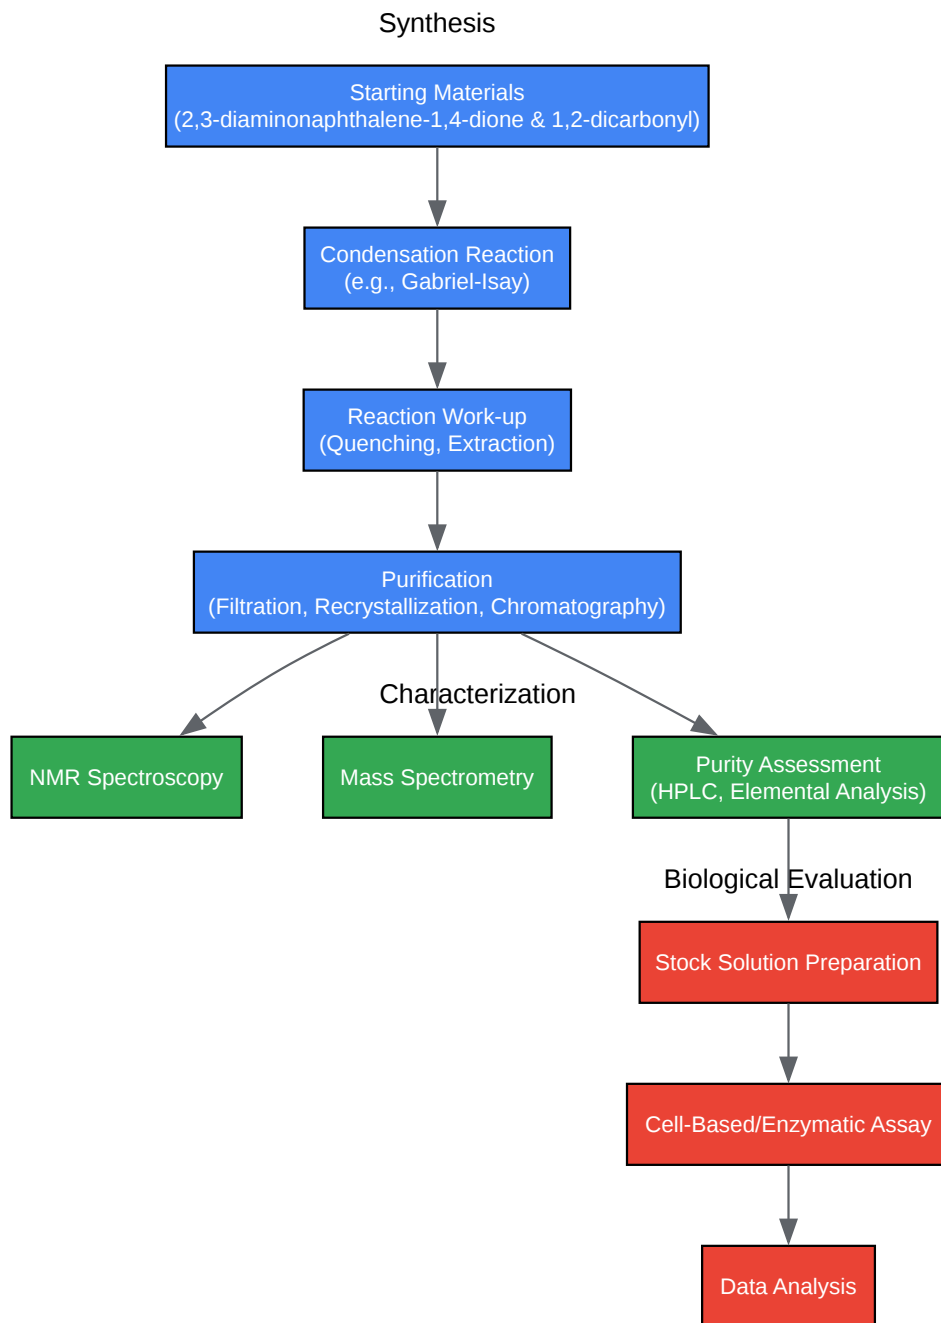 Synthesis
Starting Materials
(2,3-diaminonaphthalene-1,4-dione & 1,2-dicarbonyl)
Condensation Reaction
(e.g., Gabriel-Isay)
Reaction Work-up
(Quenching, Extraction)
Purification
(Filtration, Recrystallization, Chromatography)
Characterization
NMR Spectroscopy
Mass Spectrometry
Purity Assessment
(HPLC, Elemental Analysis)
Biological Evaluation
Stock Solution Preparation
Cell-Based/Enzymatic Assay
Data Analysis